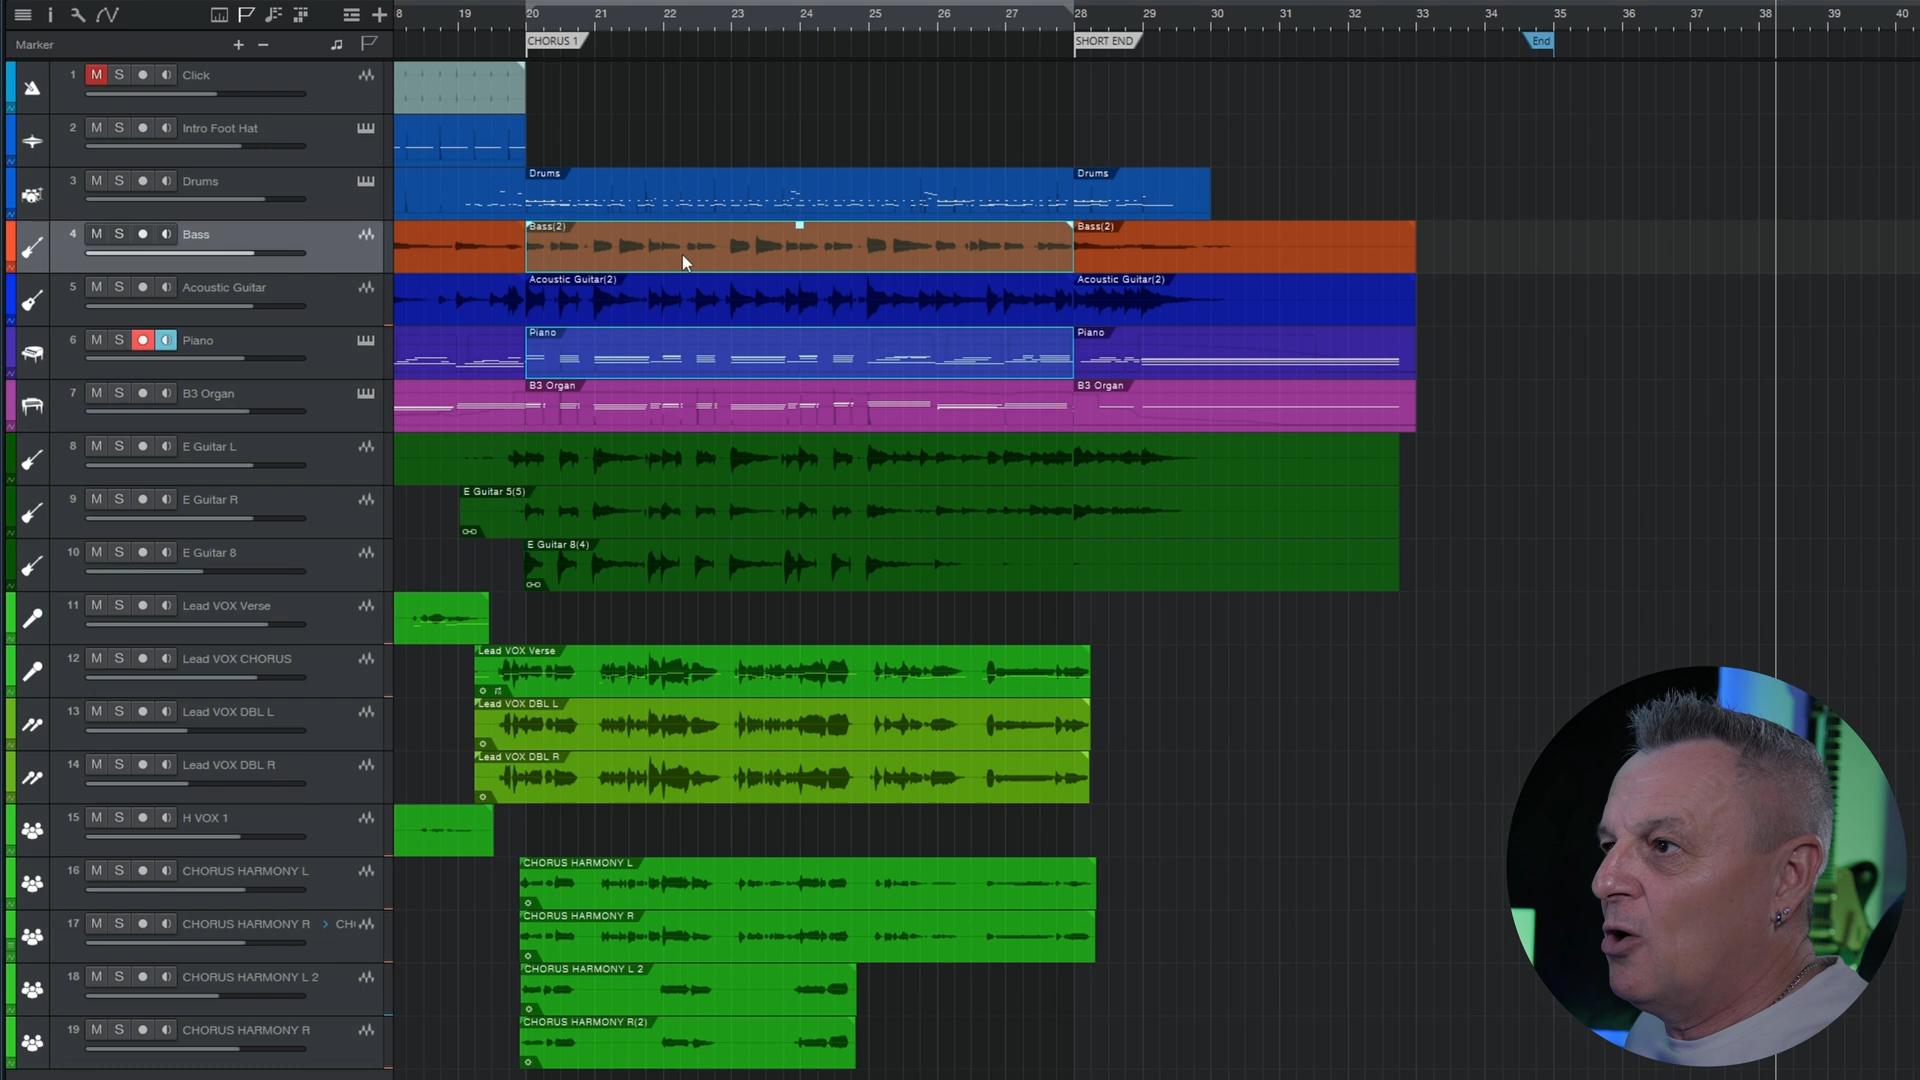 8 19 20 21 22 23 24 25 26 27 28 29 30 31 32 33 34 35 36 37 38 39 40
Marker + −
CHORUS 1 SHORT END End
1 M S Click
2 M S Intro Foot Hat
3 M S Drums
Drums Drums
4 M S Bass
Bass(2) Bass(2)
5 M S Acoustic Guitar
Acoustic Guitar(2) Acoustic Guitar(2)
6 M S Piano
Piano Piano
7 M S B3 Organ
B3 Organ B3 Organ
8 M S E Guitar L
9 M S E Guitar R
E Guitar 5(5)
10 M S E Guitar 8
E Guitar 8(4)
11 M S Lead VOX Verse
12 M S Lead VOX CHORUS
Lead VOX Verse
13 M S Lead VOX DBL L
Lead VOX DBL L
14 M S Lead VOX DBL R
Lead VOX DBL R
15 M S H VOX 1
16 M S CHORUS HARMONY L
CHORUS HARMONY L
17 M S CHORUS HARMONY R > CH
CHORUS HARMONY R
18 M S CHORUS HARMONY L 2
CHORUS HARMONY L 2
19 M S CHORUS HARMONY R
CHORUS HARMONY R(2)